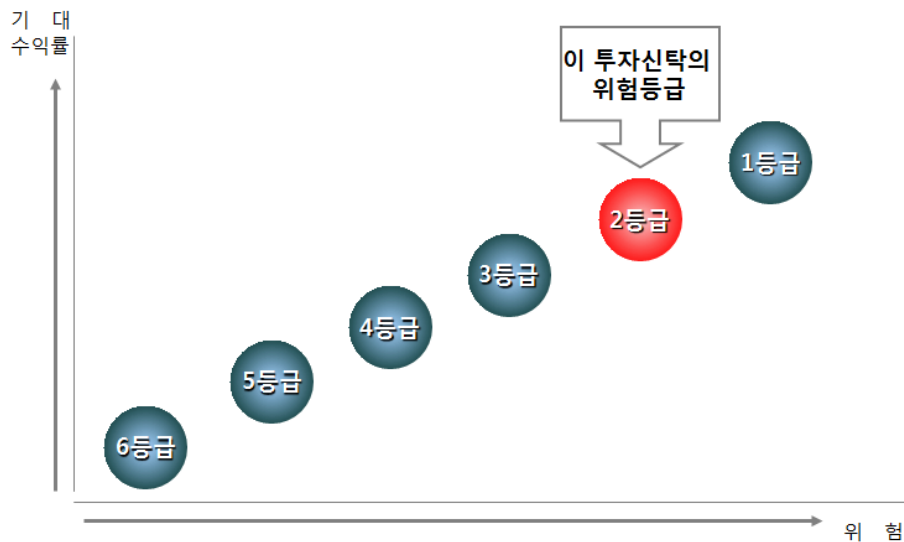 기 대
수익률
이 투자신탁의
위험등급
1등급
2등급
3등급
4등급
5등급
6등급
위 험